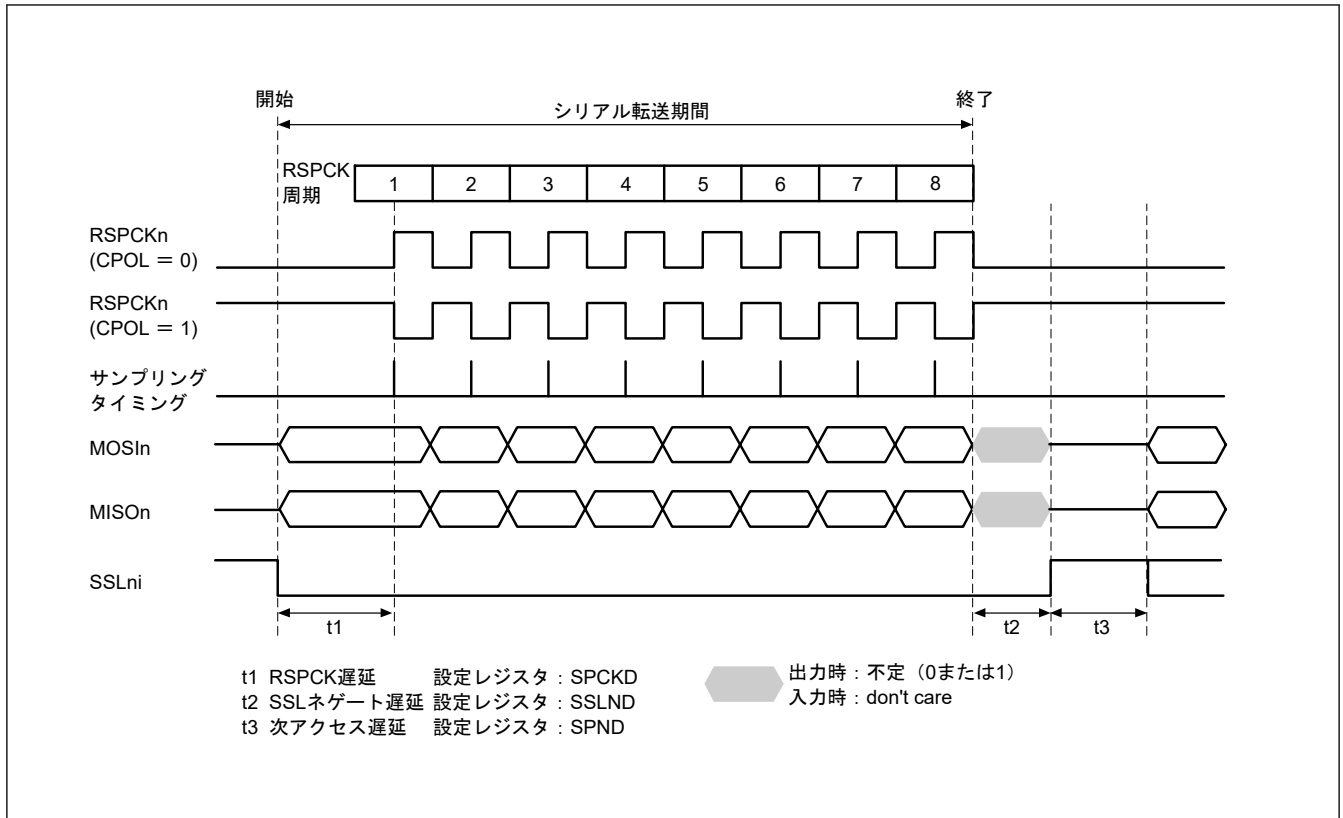 開始
シリアル転送期間
終了
RSPCK
周期
1 2 3 4 5 6 7 8
RSPCKn
(CPOL = 0)
RSPCKn
(CPOL = 1)
サンプリング
タイミング
MOSIn
MISOn
SSLni
t1 t2 t3
t1 RSPCK遅延 設定レジスタ：SPCKD
t2 SSLネゲート遅延 設定レジスタ：SSLND
t3 次アクセス遅延 設定レジスタ：SPND
出力時：不定（0または1）
入力時：don't care